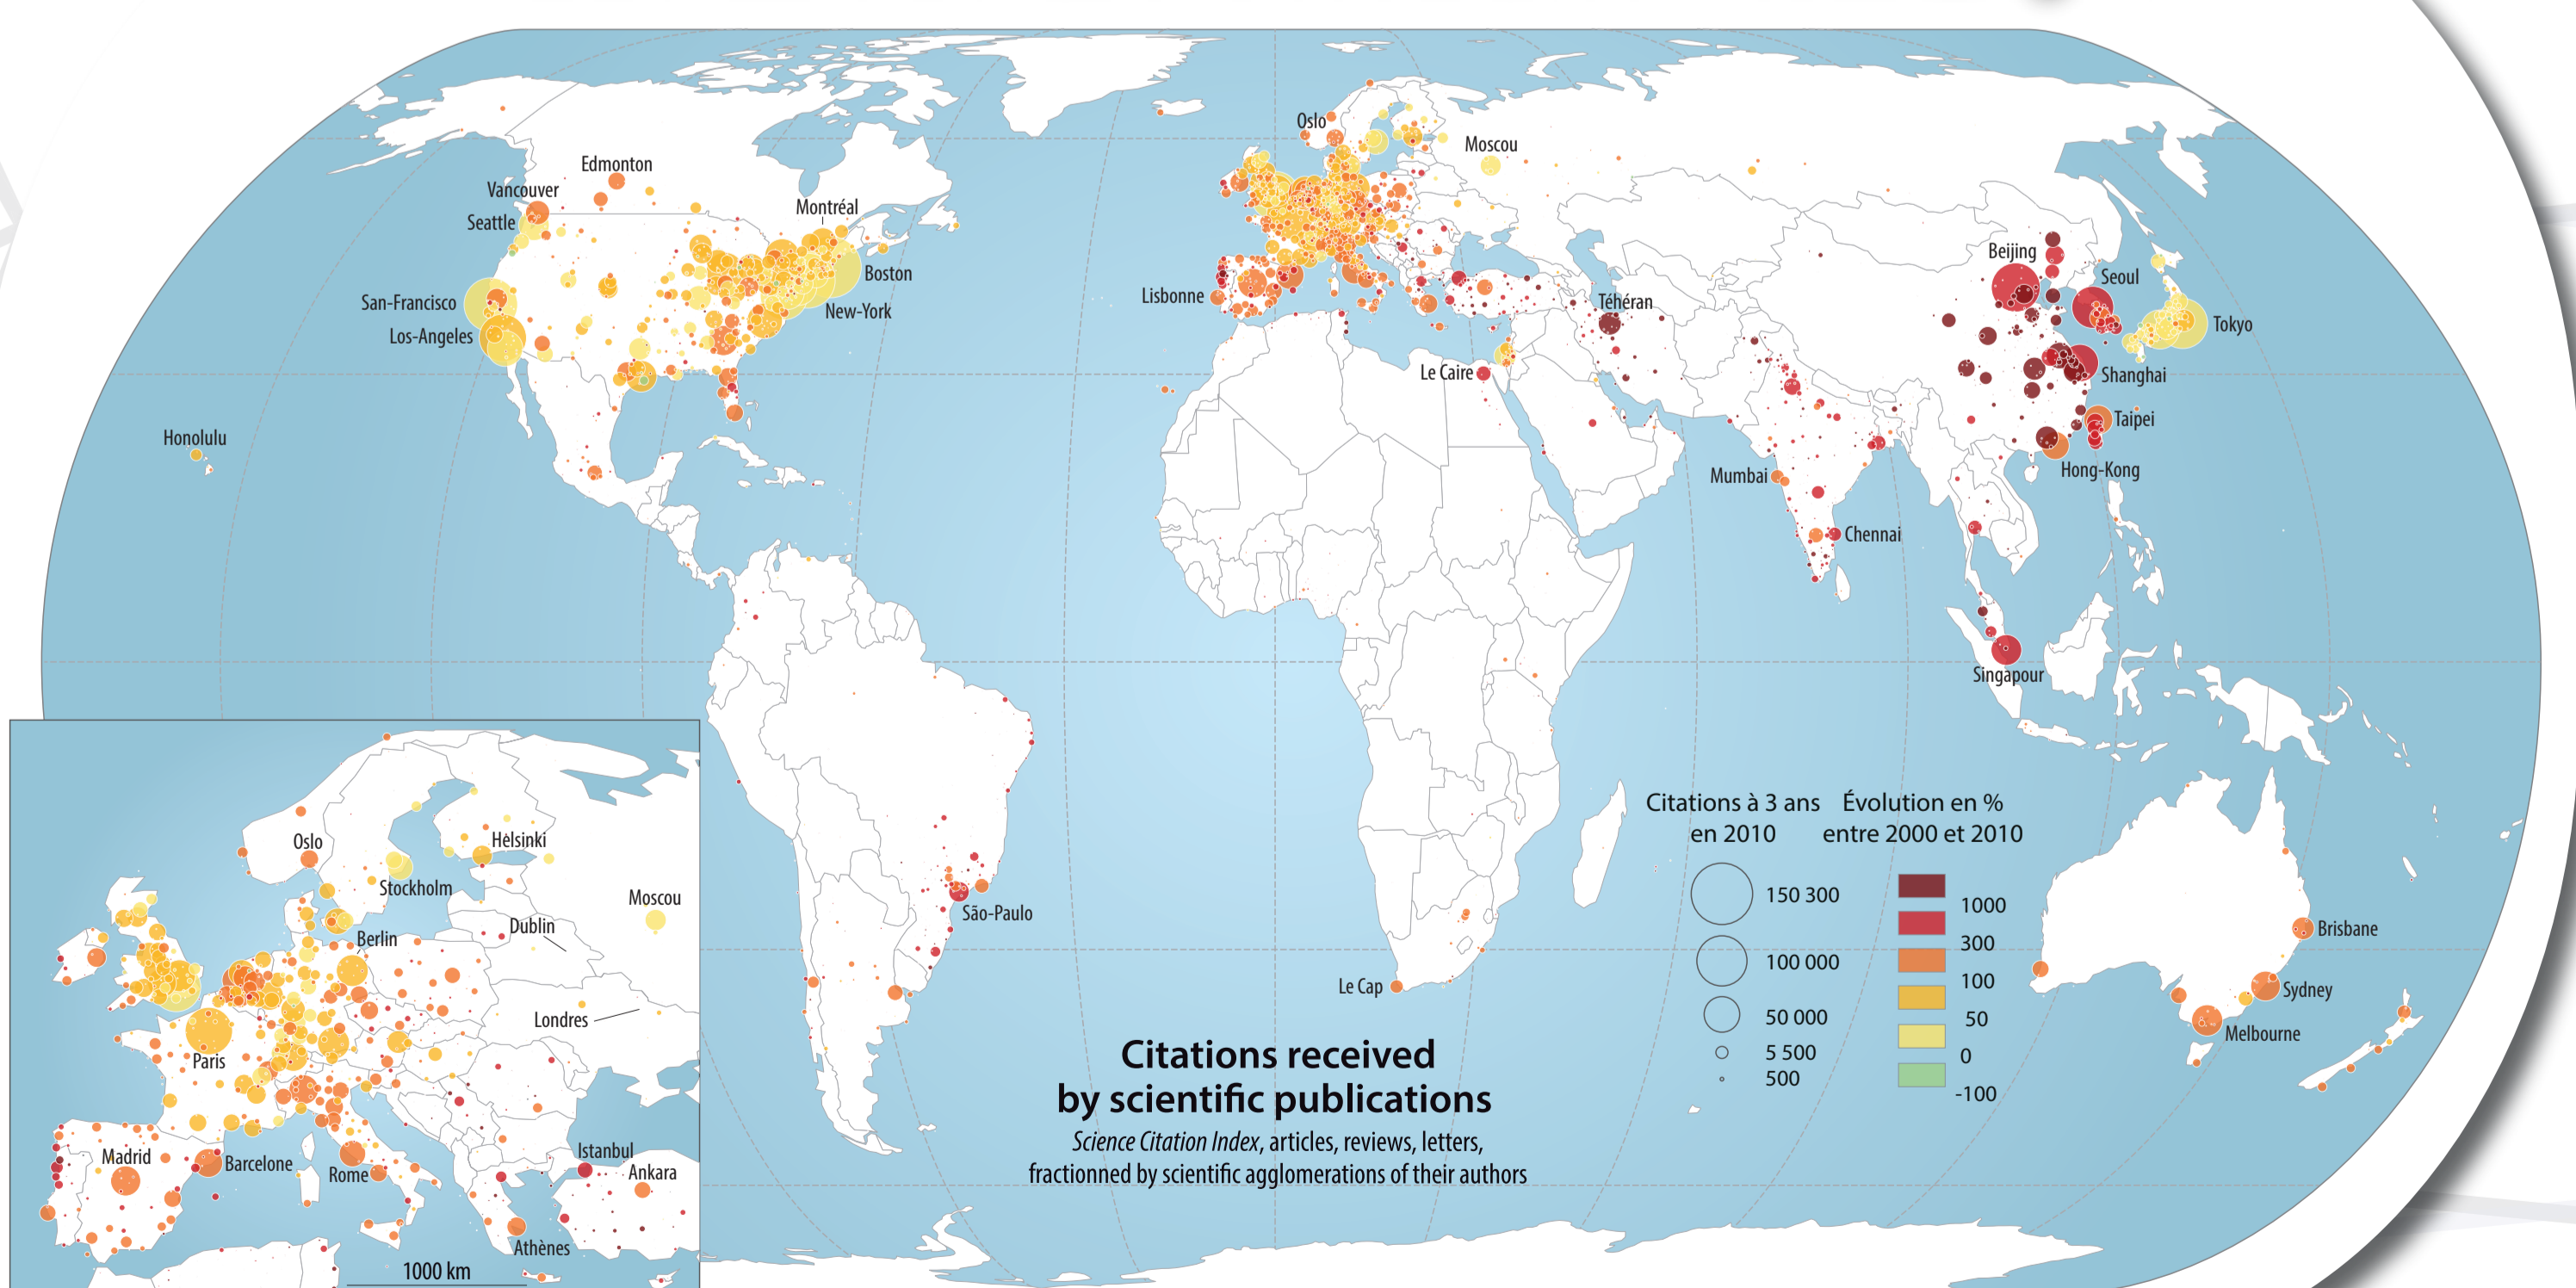 Oslo
Moscou
Edmonton
Vancouver
Seattle
Montréal
Boston
San-Francisco
New-York
Los-Angeles
Lisbonne
Téhéran
Beijing
Seoul
Tokyo
Le Caire
Shanghai
Taipei
Honolulu
Mumbai
Hong-Kong
Chennai
Singapour
São-Paulo
Le Cap
Brisbane
Sydney
Melbourne
Oslo
Helsinki
Stockholm
Moscou
Dublin
Berlin
Londres
Paris
Madrid
Barcelone
Rome
Istanbul
Ankara
Athènes
1000 km
Citations à 3 ans
en 2010
150 300
100 000
50 000
5 500
500
Évolution en %
entre 2000 et 2010
1000
300
100
50
0
-100
Citations received
by scientific publications
Science Citation Index, articles, reviews, letters,
fractionned by scientific agglomerations of their authors